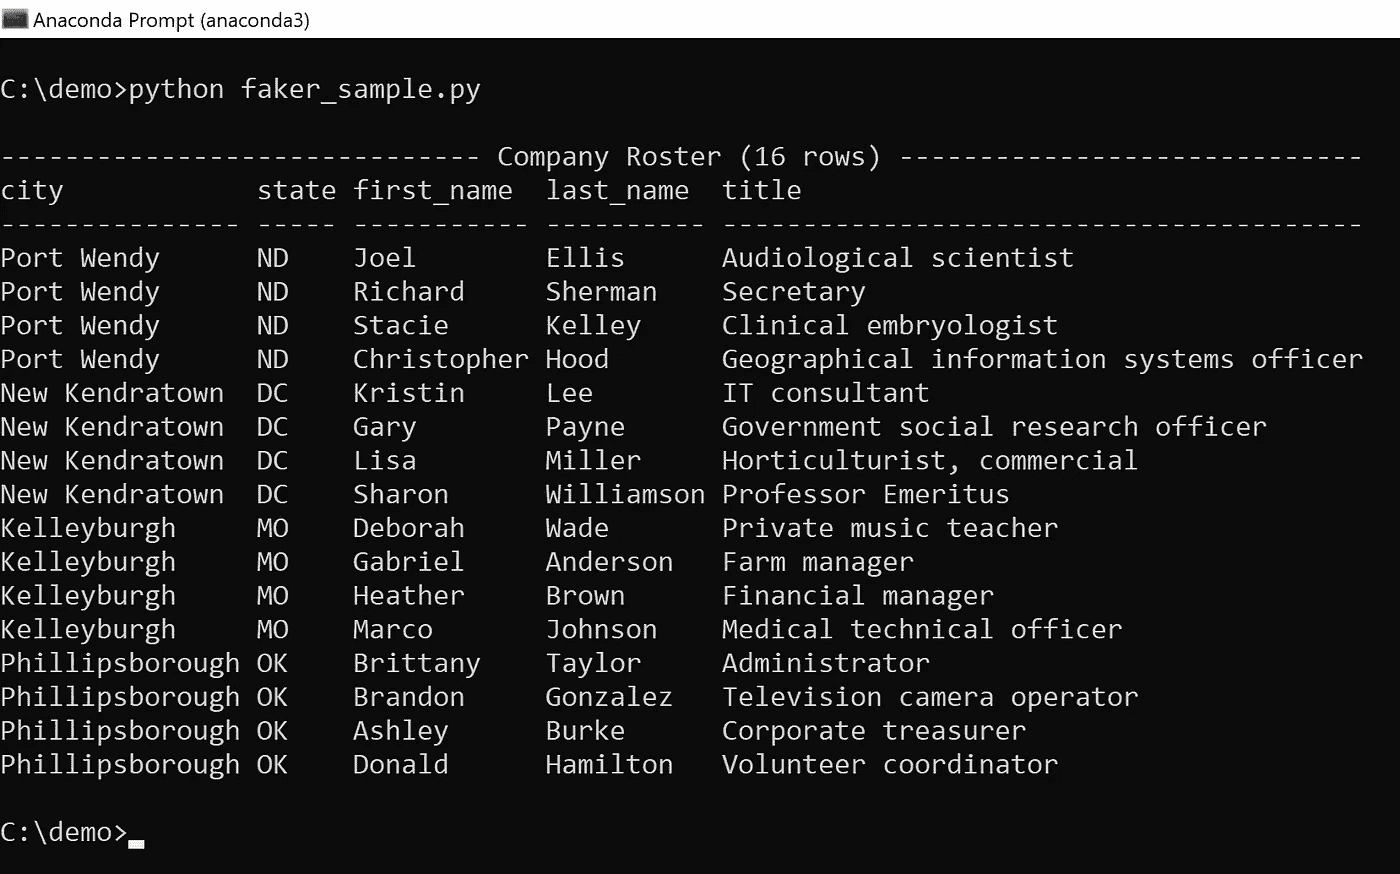 Anaconda Prompt (anaconda3)
C:\demo>python faker_sample.py
------------------------------ Company Roster (16 rows) -----------------------------
city            state first_name  last_name  title
--------------- ----- ----------- ---------- ----------------------------------------
Port Wendy      ND    Joel        Ellis      Audiological scientist
Port Wendy      ND    Richard     Sherman    Secretary
Port Wendy      ND    Stacie      Kelley     Clinical embryologist
Port Wendy      ND    Christopher Hood       Geographical information systems officer
New Kendratown  DC    Kristin     Lee        IT consultant
New Kendratown  DC    Gary        Payne      Government social research officer
New Kendratown  DC    Lisa        Miller     Horticulturist, commercial
New Kendratown  DC    Sharon      Williamson Professor Emeritus
Kelleyburgh     MO    Deborah     Wade       Private music teacher
Kelleyburgh     MO    Gabriel     Anderson   Farm manager
Kelleyburgh     MO    Heather     Brown      Financial manager
Kelleyburgh     MO    Marco       Johnson    Medical technical officer
Phillipsborough OK    Brittany    Taylor     Administrator
Phillipsborough OK    Brandon     Gonzalez   Television camera operator
Phillipsborough OK    Ashley      Burke      Corporate treasurer
Phillipsborough OK    Donald      Hamilton   Volunteer coordinator
C:\demo>